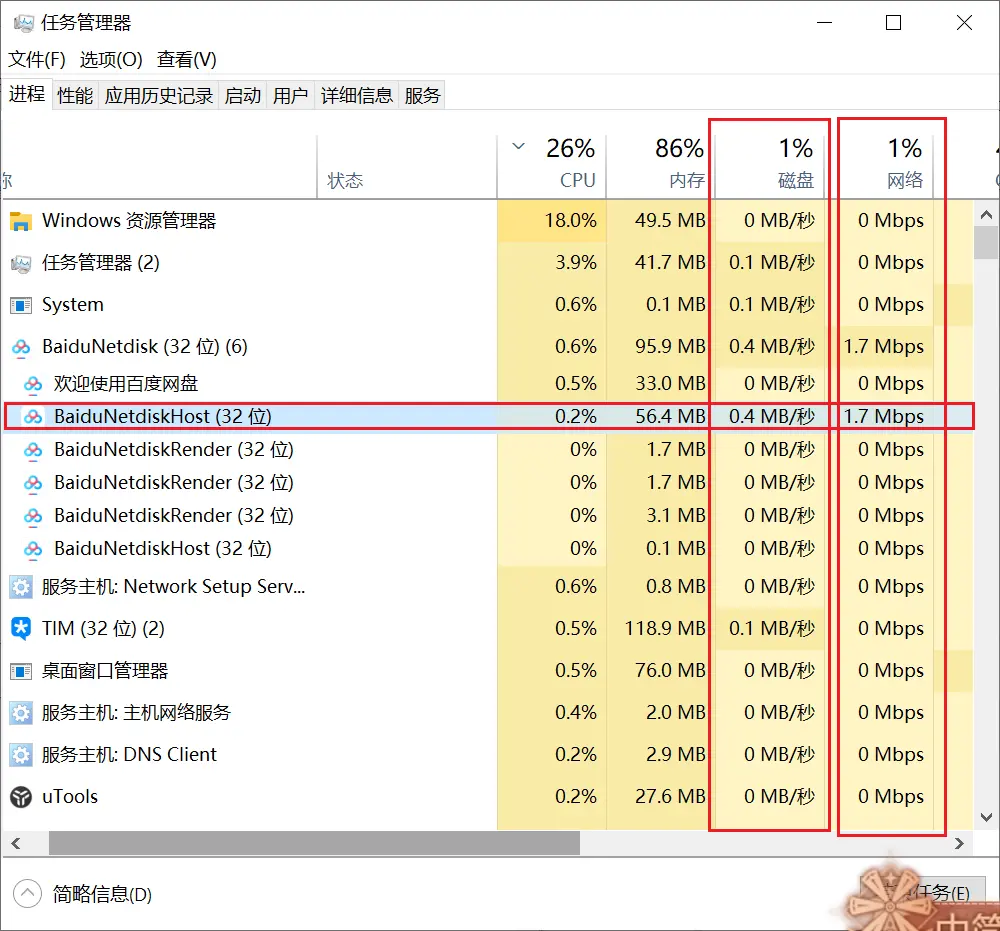 任务管理器
文件(F) 选项(O) 查看(V)
进程 性能 应用历史记录 启动 用户 详细信息 服务
26% 86% 1% 1%
状态 CPU 内存 磁盘 网络
Windows 资源管理器 18.0% 49.5 MB 0 MB/秒 0 Mbps
任务管理器 (2) 3.9% 41.7 MB 0.1 MB/秒 0 Mbps
System 0.6% 0.1 MB 0.1 MB/秒 0 Mbps
BaiduNetdisk (32 位) (6) 0.6% 95.9 MB 0.4 MB/秒 1.7 Mbps
欢迎使用百度网盘 0.5% 33.0 MB 0 MB/秒 0 Mbps
BaiduNetdiskHost (32 位) 0.2% 56.4 MB 0.4 MB/秒 1.7 Mbps
BaiduNetdiskRender (32 位) 0% 1.7 MB 0 MB/秒 0 Mbps
BaiduNetdiskRender (32 位) 0% 1.7 MB 0 MB/秒 0 Mbps
BaiduNetdiskRender (32 位) 0% 3.1 MB 0 MB/秒 0 Mbps
BaiduNetdiskHost (32 位) 0% 0.1 MB 0 MB/秒 0 Mbps
服务主机: Network Setup Serv... 0.6% 0.8 MB 0 MB/秒 0 Mbps
TIM (32 位) (2) 0.5% 118.9 MB 0.1 MB/秒 0 Mbps
桌面窗口管理器 0.5% 76.0 MB 0 MB/秒 0 Mbps
服务主机: 主机网络服务 0.4% 2.0 MB 0 MB/秒 0 Mbps
服务主机: DNS Client 0.2% 2.9 MB 0 MB/秒 0 Mbps
uTools 0.2% 27.6 MB 0 MB/秒 0 Mbps
简略信息(D) 任务(E)